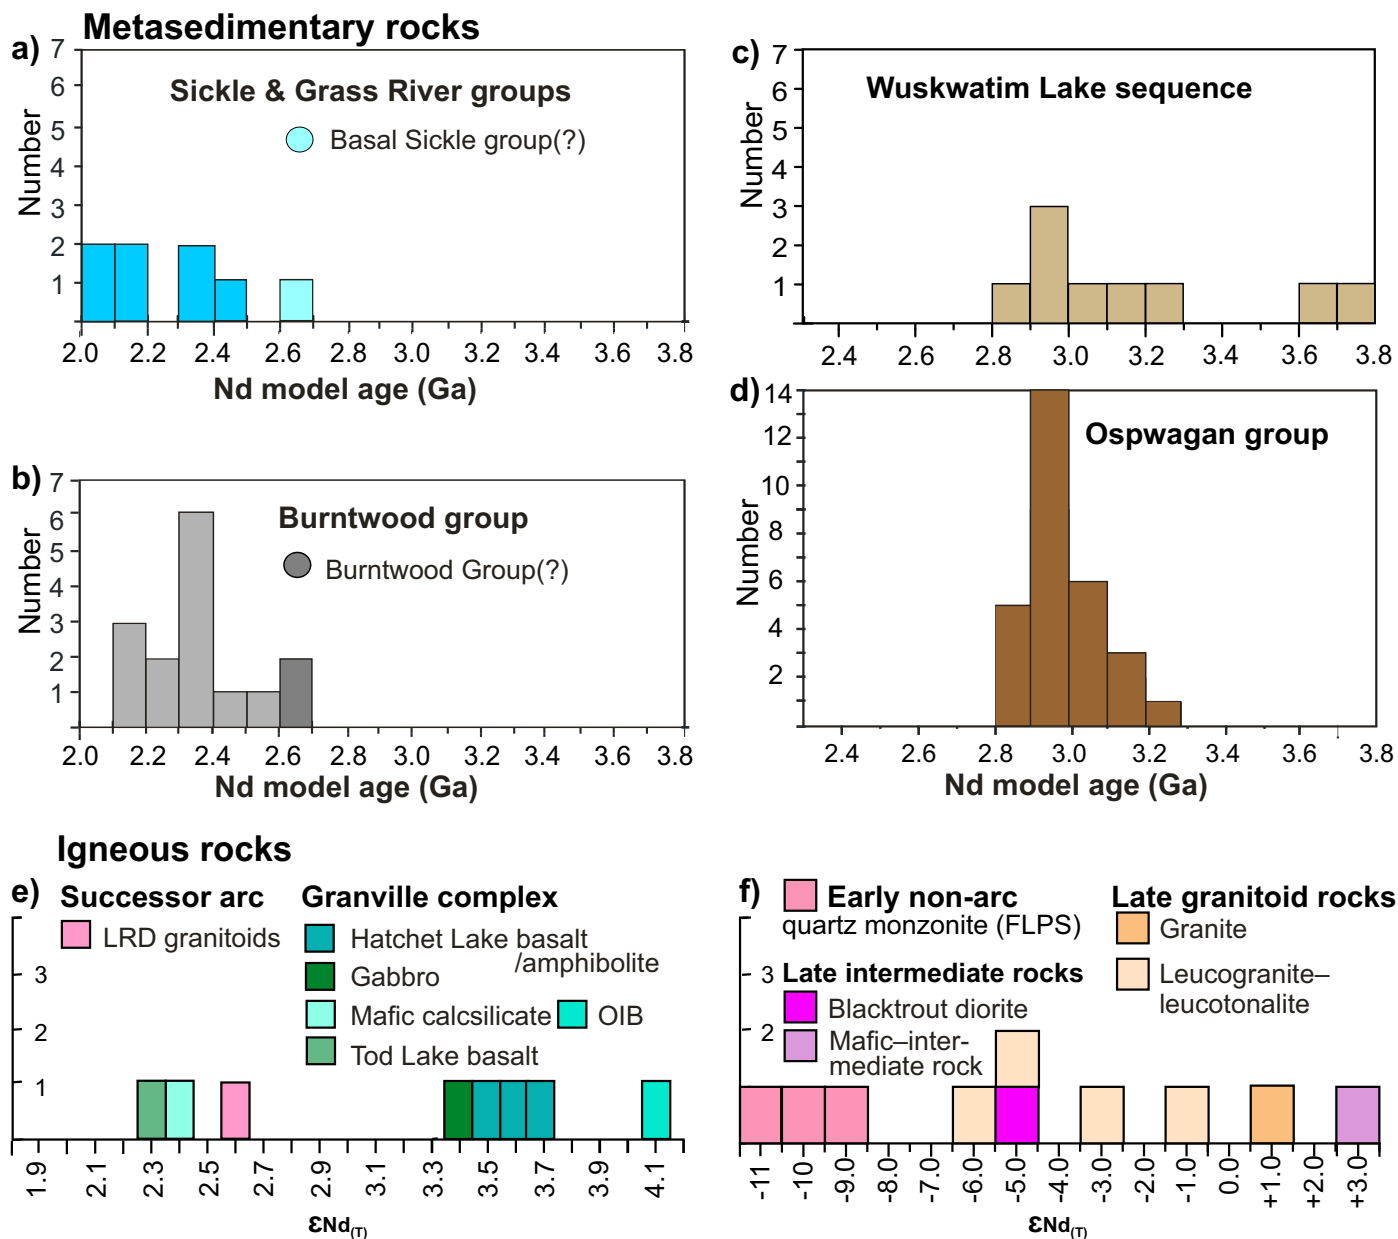 Metasedimentary rocks
a)
7
6
5
4
3
2
1
Number
Sickle & Grass River groups
Basal Sickle group(?)
2.0 2.2 2.4 2.6 3.0 3.1 3.4 3.6 3.8
Nd model age (Ga)
c)
7
6
5
4
3
2
1
Number
Wuskwatim Lake sequence
2.4 2.6 2.8 3.0 3.2 3.4 3.6 3.8
b)
7
6
5
4
3
2
1
Number
Burntwood group
Burntwood Group(?)
2.0 2.2 2.4 2.6 3.0 3.1 3.4 3.6 3.8
Nd model age (Ga)
d)
14
12
10
8
6
4
2
Number
Ospwagan group
2.4 2.6 2.8 3.0 3.2 3.4 3.6 3.8
Nd model age (Ga)
Igneous rocks
e)
Successor arc
LRD granitoids
Granville complex
Hatchet Lake basalt
/amphibolite
Gabbro
Mafic calcsilicate OIB
Tod Lake basalt
3
2
1
1.9 2.1 2.3 2.5 2.7 2.9 3.1 3.3 3.5 3.7 3.9 4.1
εNd(T)
f)
Early non-arc
quartz monzonite (FLPS)
Late intermediate rocks
Blacktrout diorite
Mafic–inter-
mediate rock
Late granitoid rocks
Granite
Leucogranite–
leucotonalite
3
2
-11 -10 -9.0 -8.0 -7.0 -6.0 -5.0 -4.0 -3.0 -2.0 -1.0 0.0 +1.0 +2.0 +3.0
εNd(T)